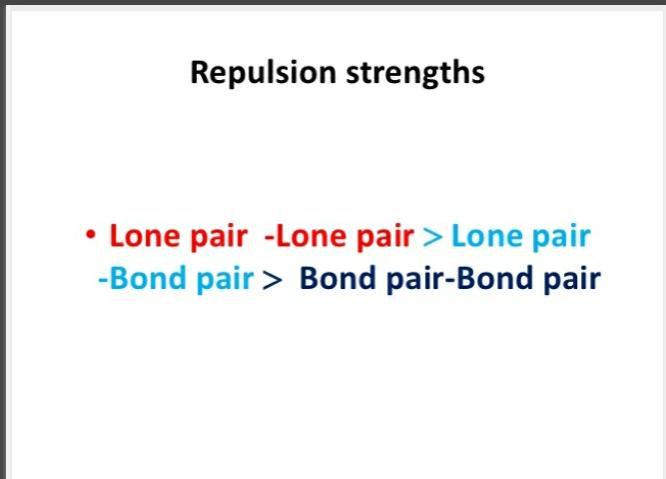 Repulsion strengths
• Lone pair -Lone pair > Lone pair
-Bond pair > Bond pair-Bond pair